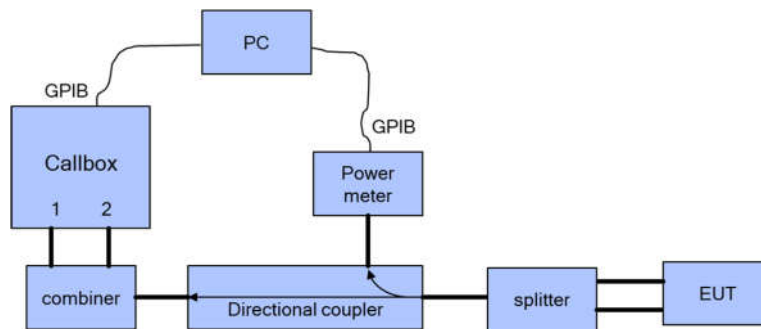 PC
GPIB
GPIB
Callbox
1 2
Power
meter
combiner
Directional coupler
splitter
EUT